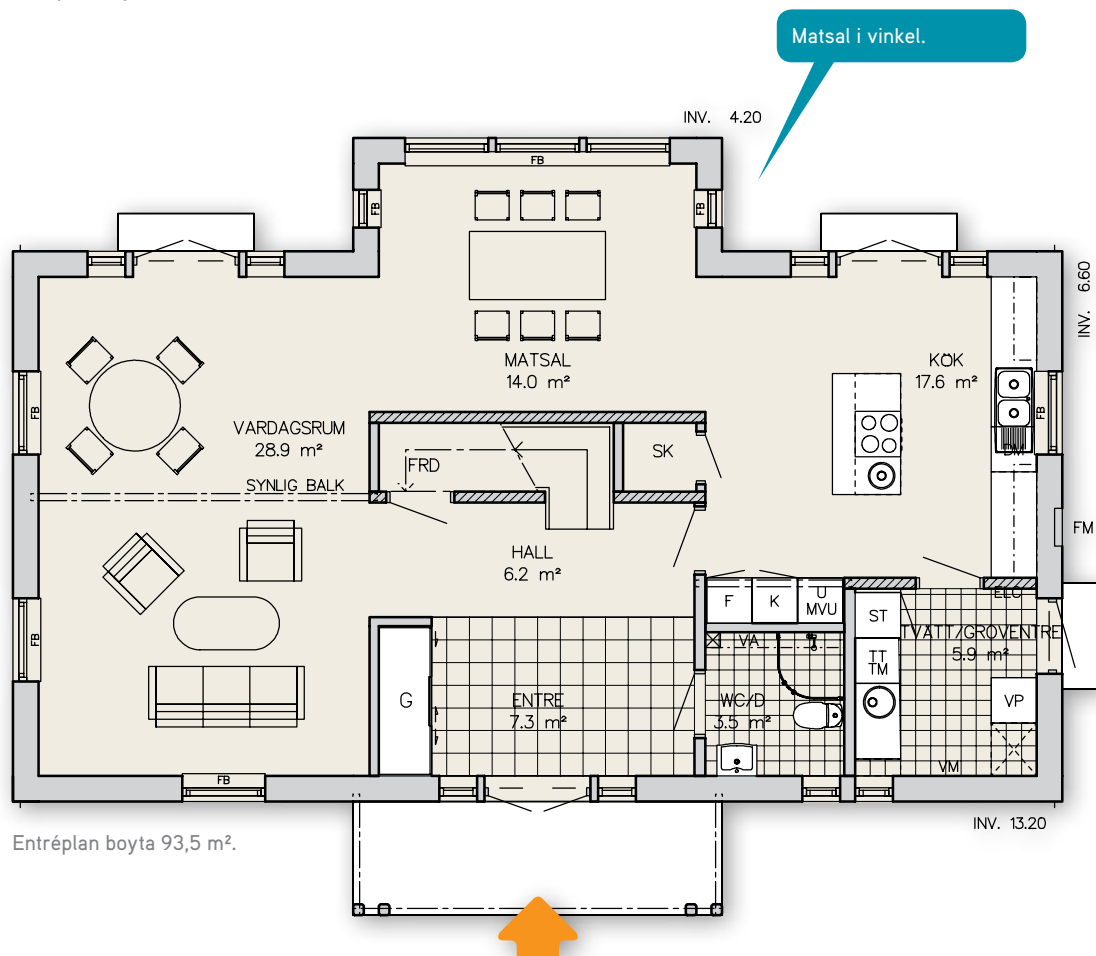 Matsal i vinkel.
INV. 4.20
FB
FB
FB
INV. 6.60
MATSAL
14.0 m²
KÖK
17.6 m²
FB
FB
VARDAGSRUM
28.9 m²
SK
DM
FRD
SYNLIG BALK
FM
HALL
6.2 m²
F
K
U
MVU
ELC
ST
TVÄTT/GROVENTRE
5.9 m²
FB
VA
TT
TM
G
ENTRE
7.3 m²
WC/D
3.5 m²
VP
VM
FB
INV. 13.20
Entréplan boyta 93,5 m².